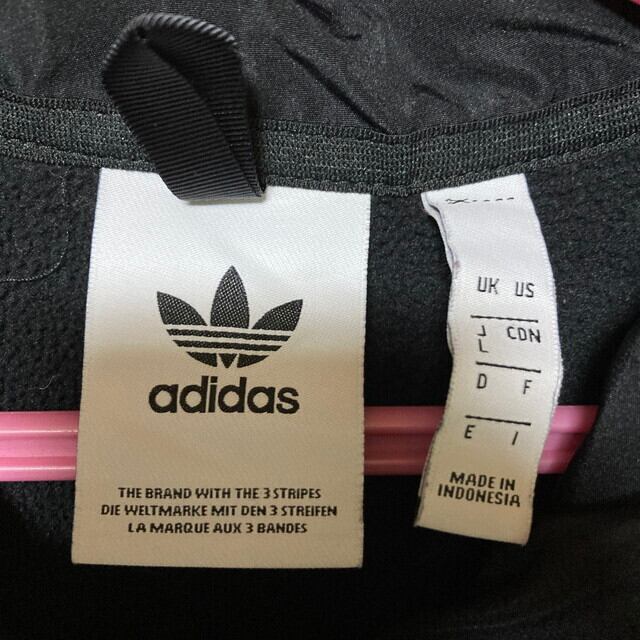 adidas
THE BRAND WITH THE 3 STRIPES
DIE WELTMARKE MIT DEN 3 STREIFEN
LA MARQUE AUX 3 BANDES
UK US
J CDN
L
D F
E I
MADE IN
INDONESIA